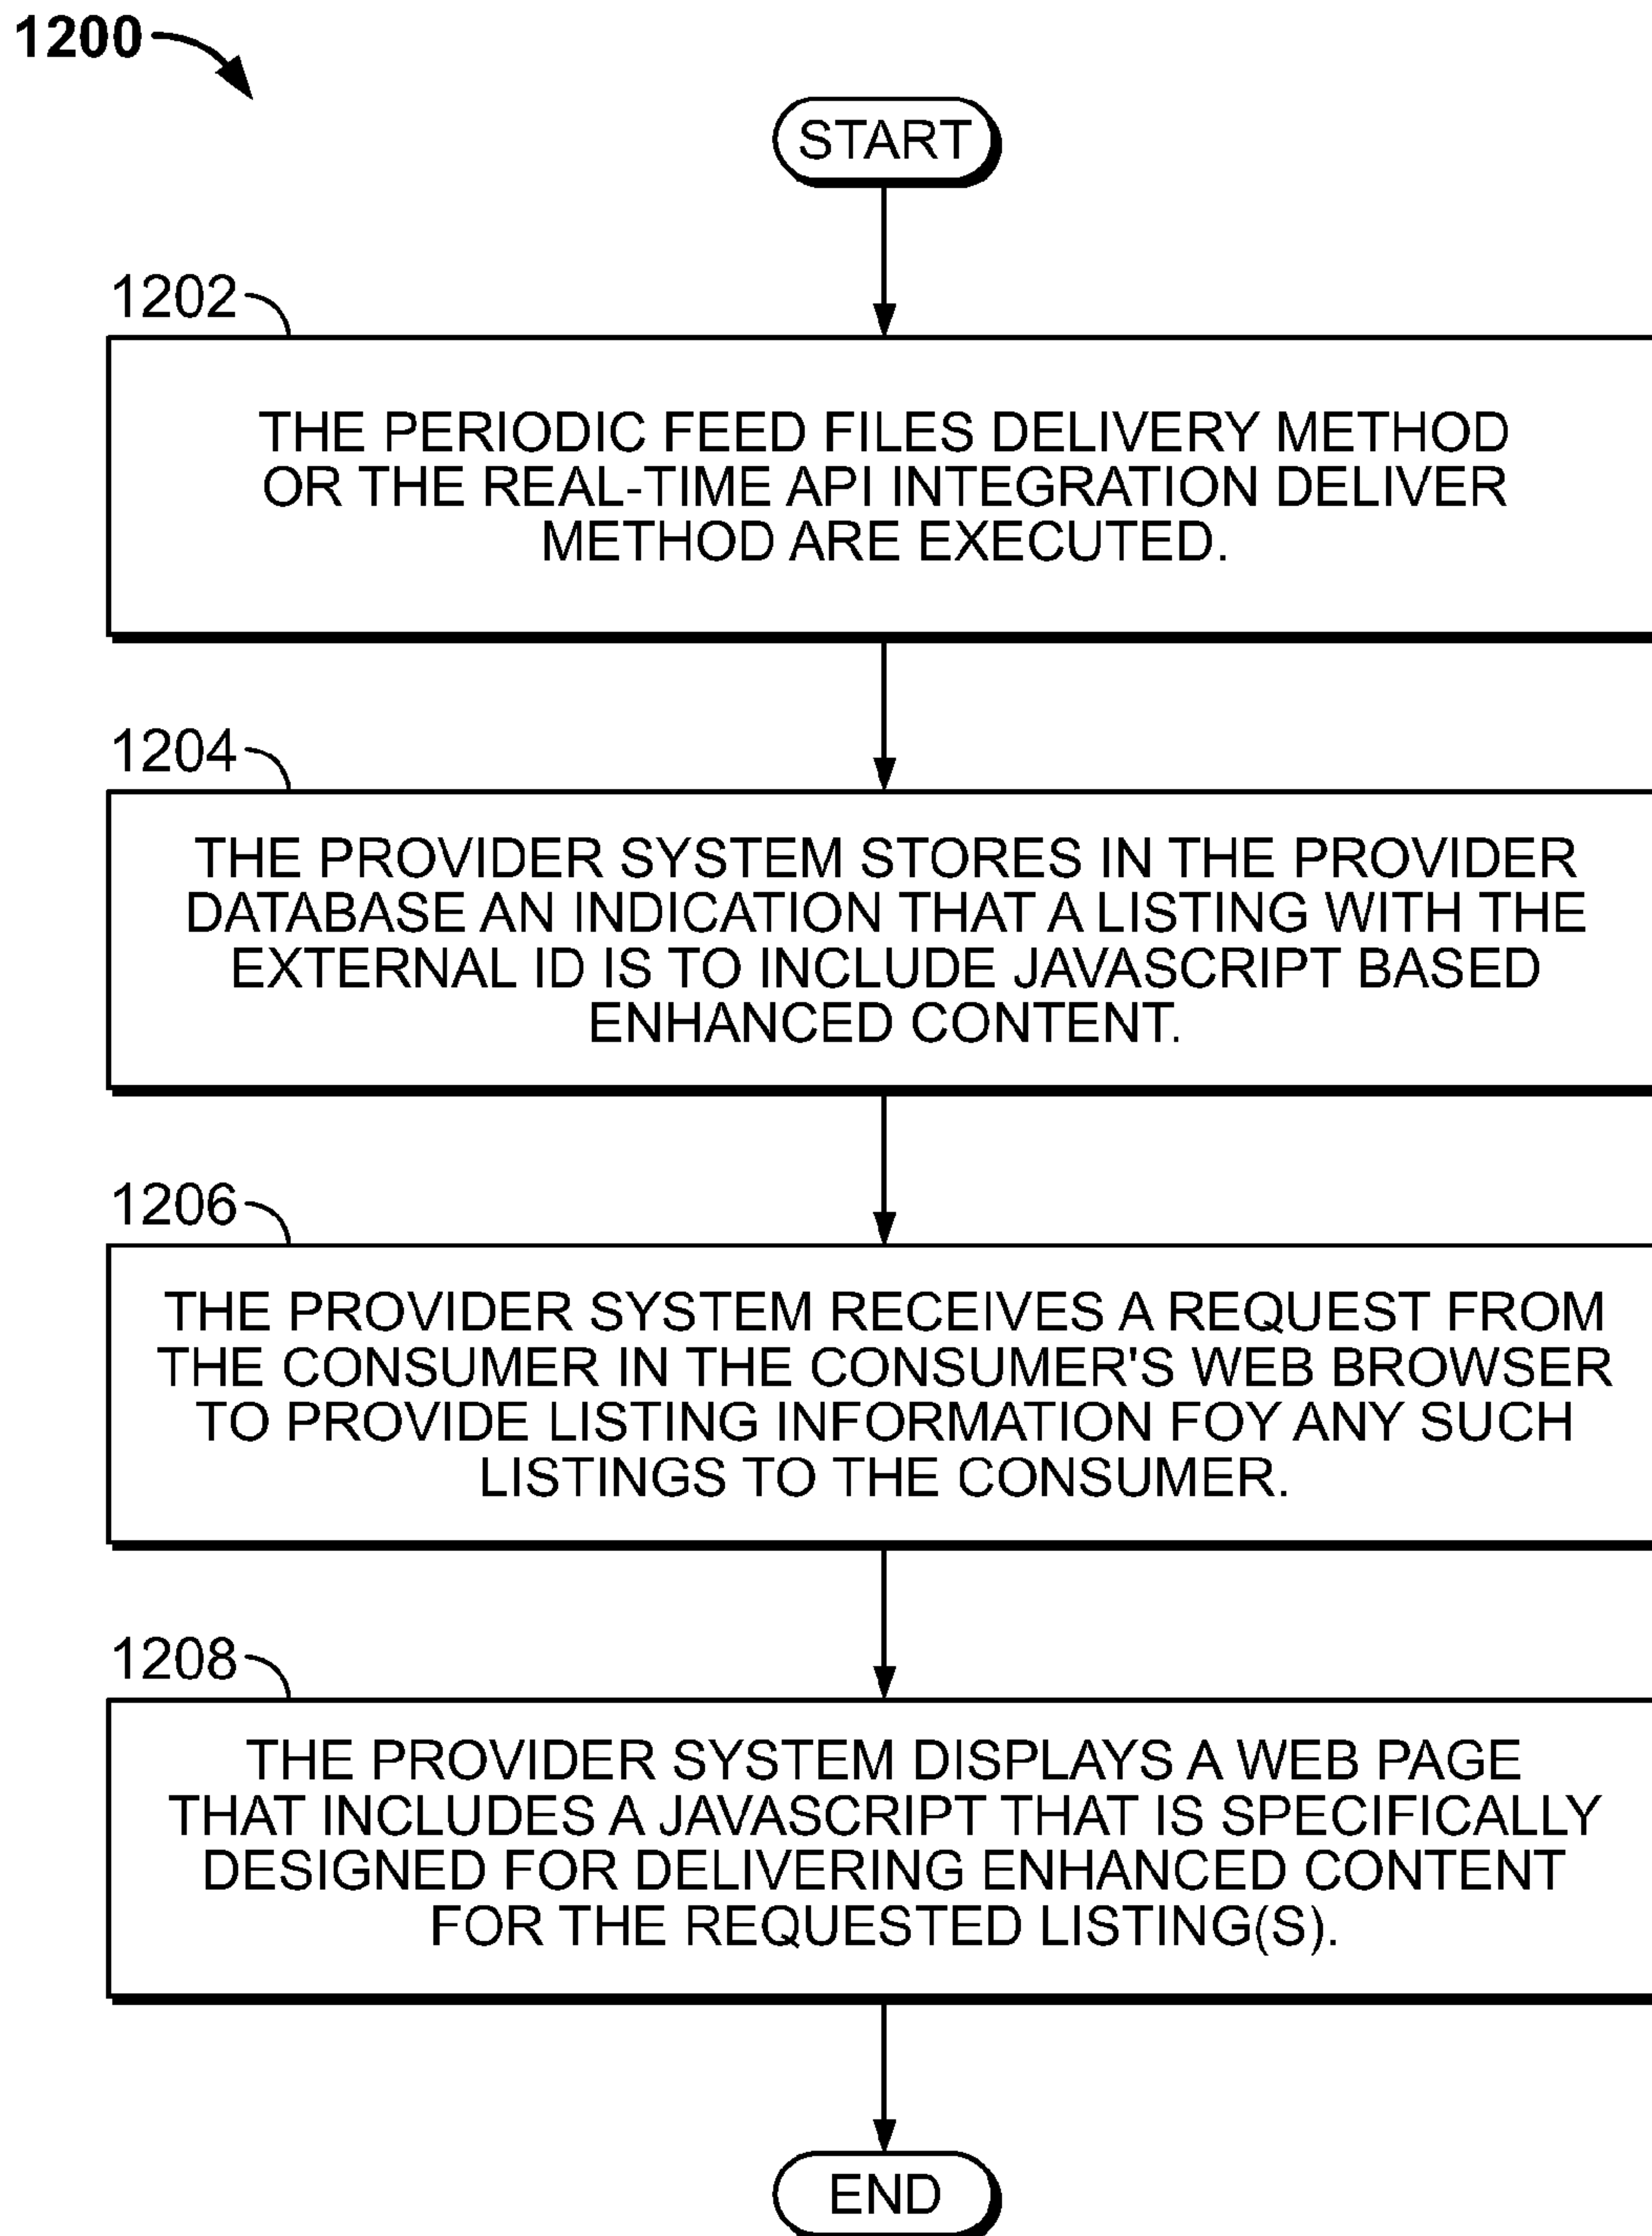 1200
START
1202
THE PERIODIC FEED FILES DELIVERY METHOD
OR THE REAL-TIME API INTEGRATION DELIVER
METHOD ARE EXECUTED.
1204
THE PROVIDER SYSTEM STORES IN THE PROVIDER
DATABASE AN INDICATION THAT A LISTING WITH THE
EXTERNAL ID IS TO INCLUDE JAVASCRIPT BASED
ENHANCED CONTENT.
1206
THE PROVIDER SYSTEM RECEIVES A REQUEST FROM
THE CONSUMER IN THE CONSUMER'S WEB BROWSER
TO PROVIDE LISTING INFORMATION FOY ANY SUCH
LISTINGS TO THE CONSUMER.
1208
THE PROVIDER SYSTEM DISPLAYS A WEB PAGE
THAT INCLUDES A JAVASCRIPT THAT IS SPECIFICALLY
DESIGNED FOR DELIVERING ENHANCED CONTENT
FOR THE REQUESTED LISTING(S).
END